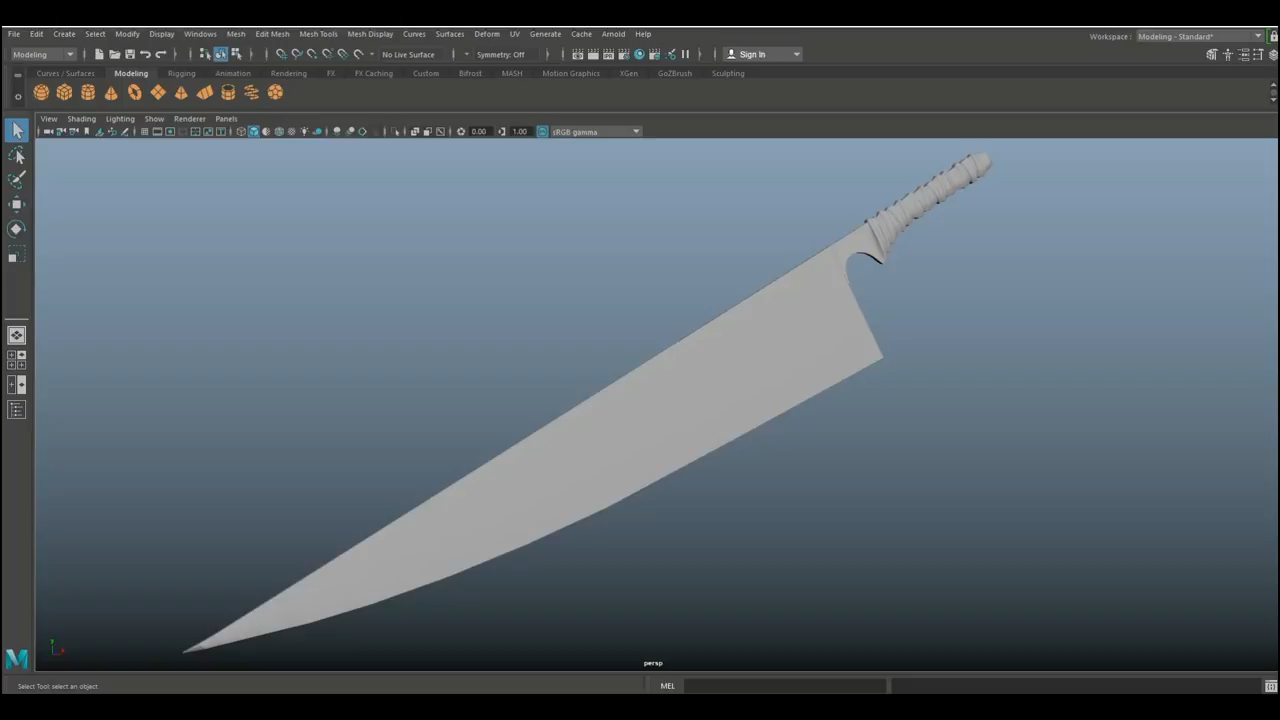 File Edit Create Select Modify Display Windows Mesh Edit Mesh Mesh Tools Mesh Display Curves Surfaces Deform UV Generate Cache Arnold Help
Workspace : Modeling - Standard*
Modeling No Live Surface Symmetry: Off Sign In
Curves / Surfaces Modeling Rigging Animation Rendering FX FX Caching Custom Bifrost MASH Motion Graphics XGen GoZBrush Sculpting
View Shading Lighting Show Renderer Panels
0.00 1.00 sRGB gamma
persp
Select Tool: select an object
MEL